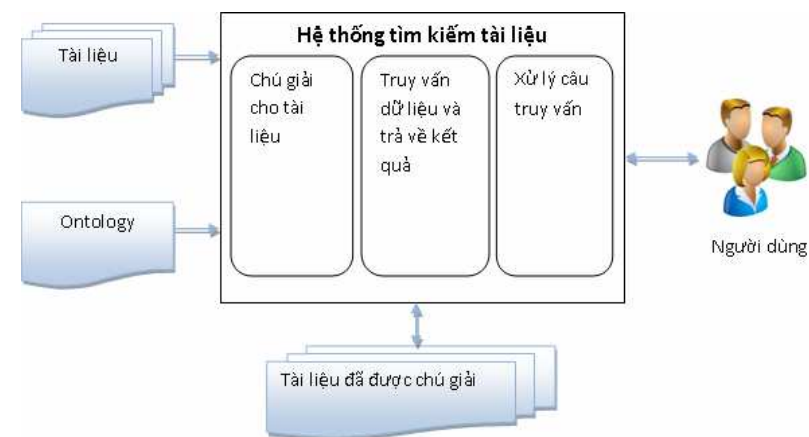 Hệ thống tìm kiếm tài liệu
Tài liệu
Chú giải
cho tài
liệu
Truy vấn
dữ liệu và
trả về kết
quả
Xử lý câu
truy vấn
Ontology
Người dùng
Tài liệu đã được chú giải